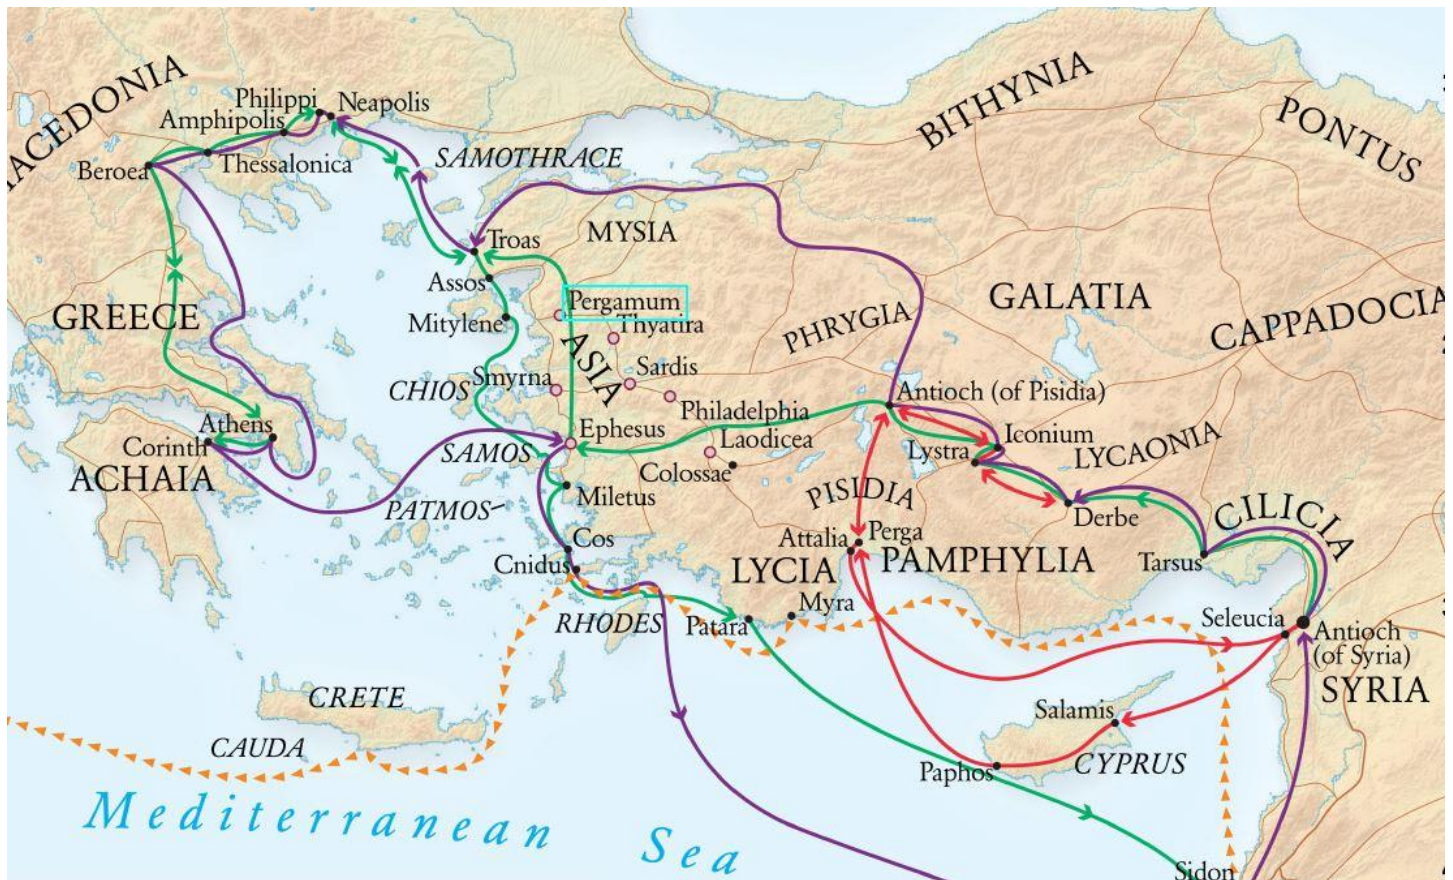 MACEDONIA
Philippi
Neapolis
Amphipolis
Thessalonica
Beroea
SAMOTHRACE
BITHYNIA
PONTUS
Troas
MYSIA
Assos
Pergamum
Mitylene
Thyatira
GREECE
ASIA
PHRYGIA
GALATIA
CAPPADOCIA
CHIOS
Smyrna
Sardis
Philadelphia
Antioch (of Pisidia)
Athens
Corinth
ACHAIA
Ephesus
Laodicea
Colossae
SAMOS
Iconium
Lystra
LYCAONIA
PATMOS
Miletus
PISIDIA
Derbe
CILICIA
Cos
Cnidus
Attalia
Perga
LYCIA
PAMPHYLIA
Tarsus
RHODES
Patara
Myra
Seleucia
Antioch
(of Syria)
SYRIA
CRETE
CAUDA
Salamis
Paphos
CYPRUS
Mediterranean Sea
Sidon